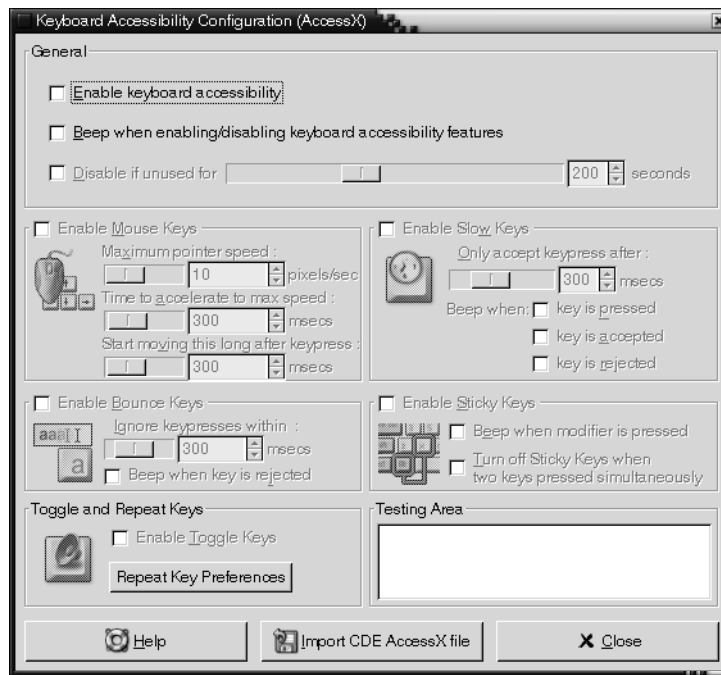 Keyboard Accessibility Configuration (AccessX)
General
Enable keyboard accessibility
Beep when enabling/disabling keyboard accessibility features
Disable if unused for 200 seconds
Enable Mouse Keys
Maximum pointer speed :
10 pixels/sec
Time to accelerate to max speed :
300 msecs
Start moving this long after keypress :
300 msecs
Enable Slow Keys
Only accept keypress after :
300 msecs
Beep when: key is pressed
key is accepted
key is rejected
Enable Bounce Keys
Ignore keypresses within :
aa
a
300 msecs
Beep when key is rejected
Enable Sticky Keys
Beep when modifier is pressed
Turn off Sticky Keys when
two keys pressed simultaneously
Toggle and Repeat Keys
Enable Toggle Keys
Repeat Key Preferences
Testing Area
Help
Import CDE AccessX file
Close